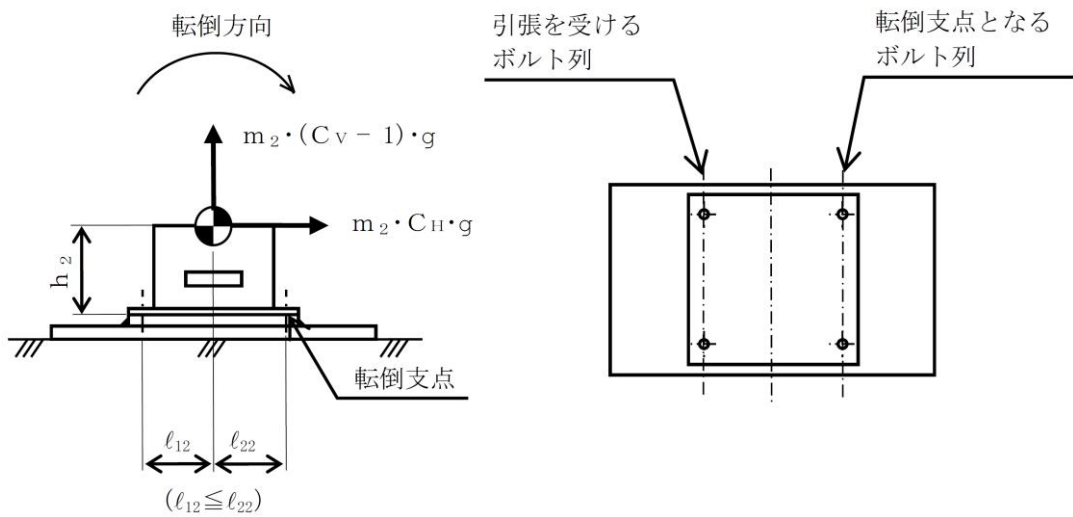 転倒方向
m₂・(Cv－1)・g
m₂・CH・g
h₂
転倒支点
ℓ₁₂
ℓ₂₂
(ℓ₁₂≦ℓ₂₂)
引張を受ける
ボルト列
転倒支点となる
ボルト列